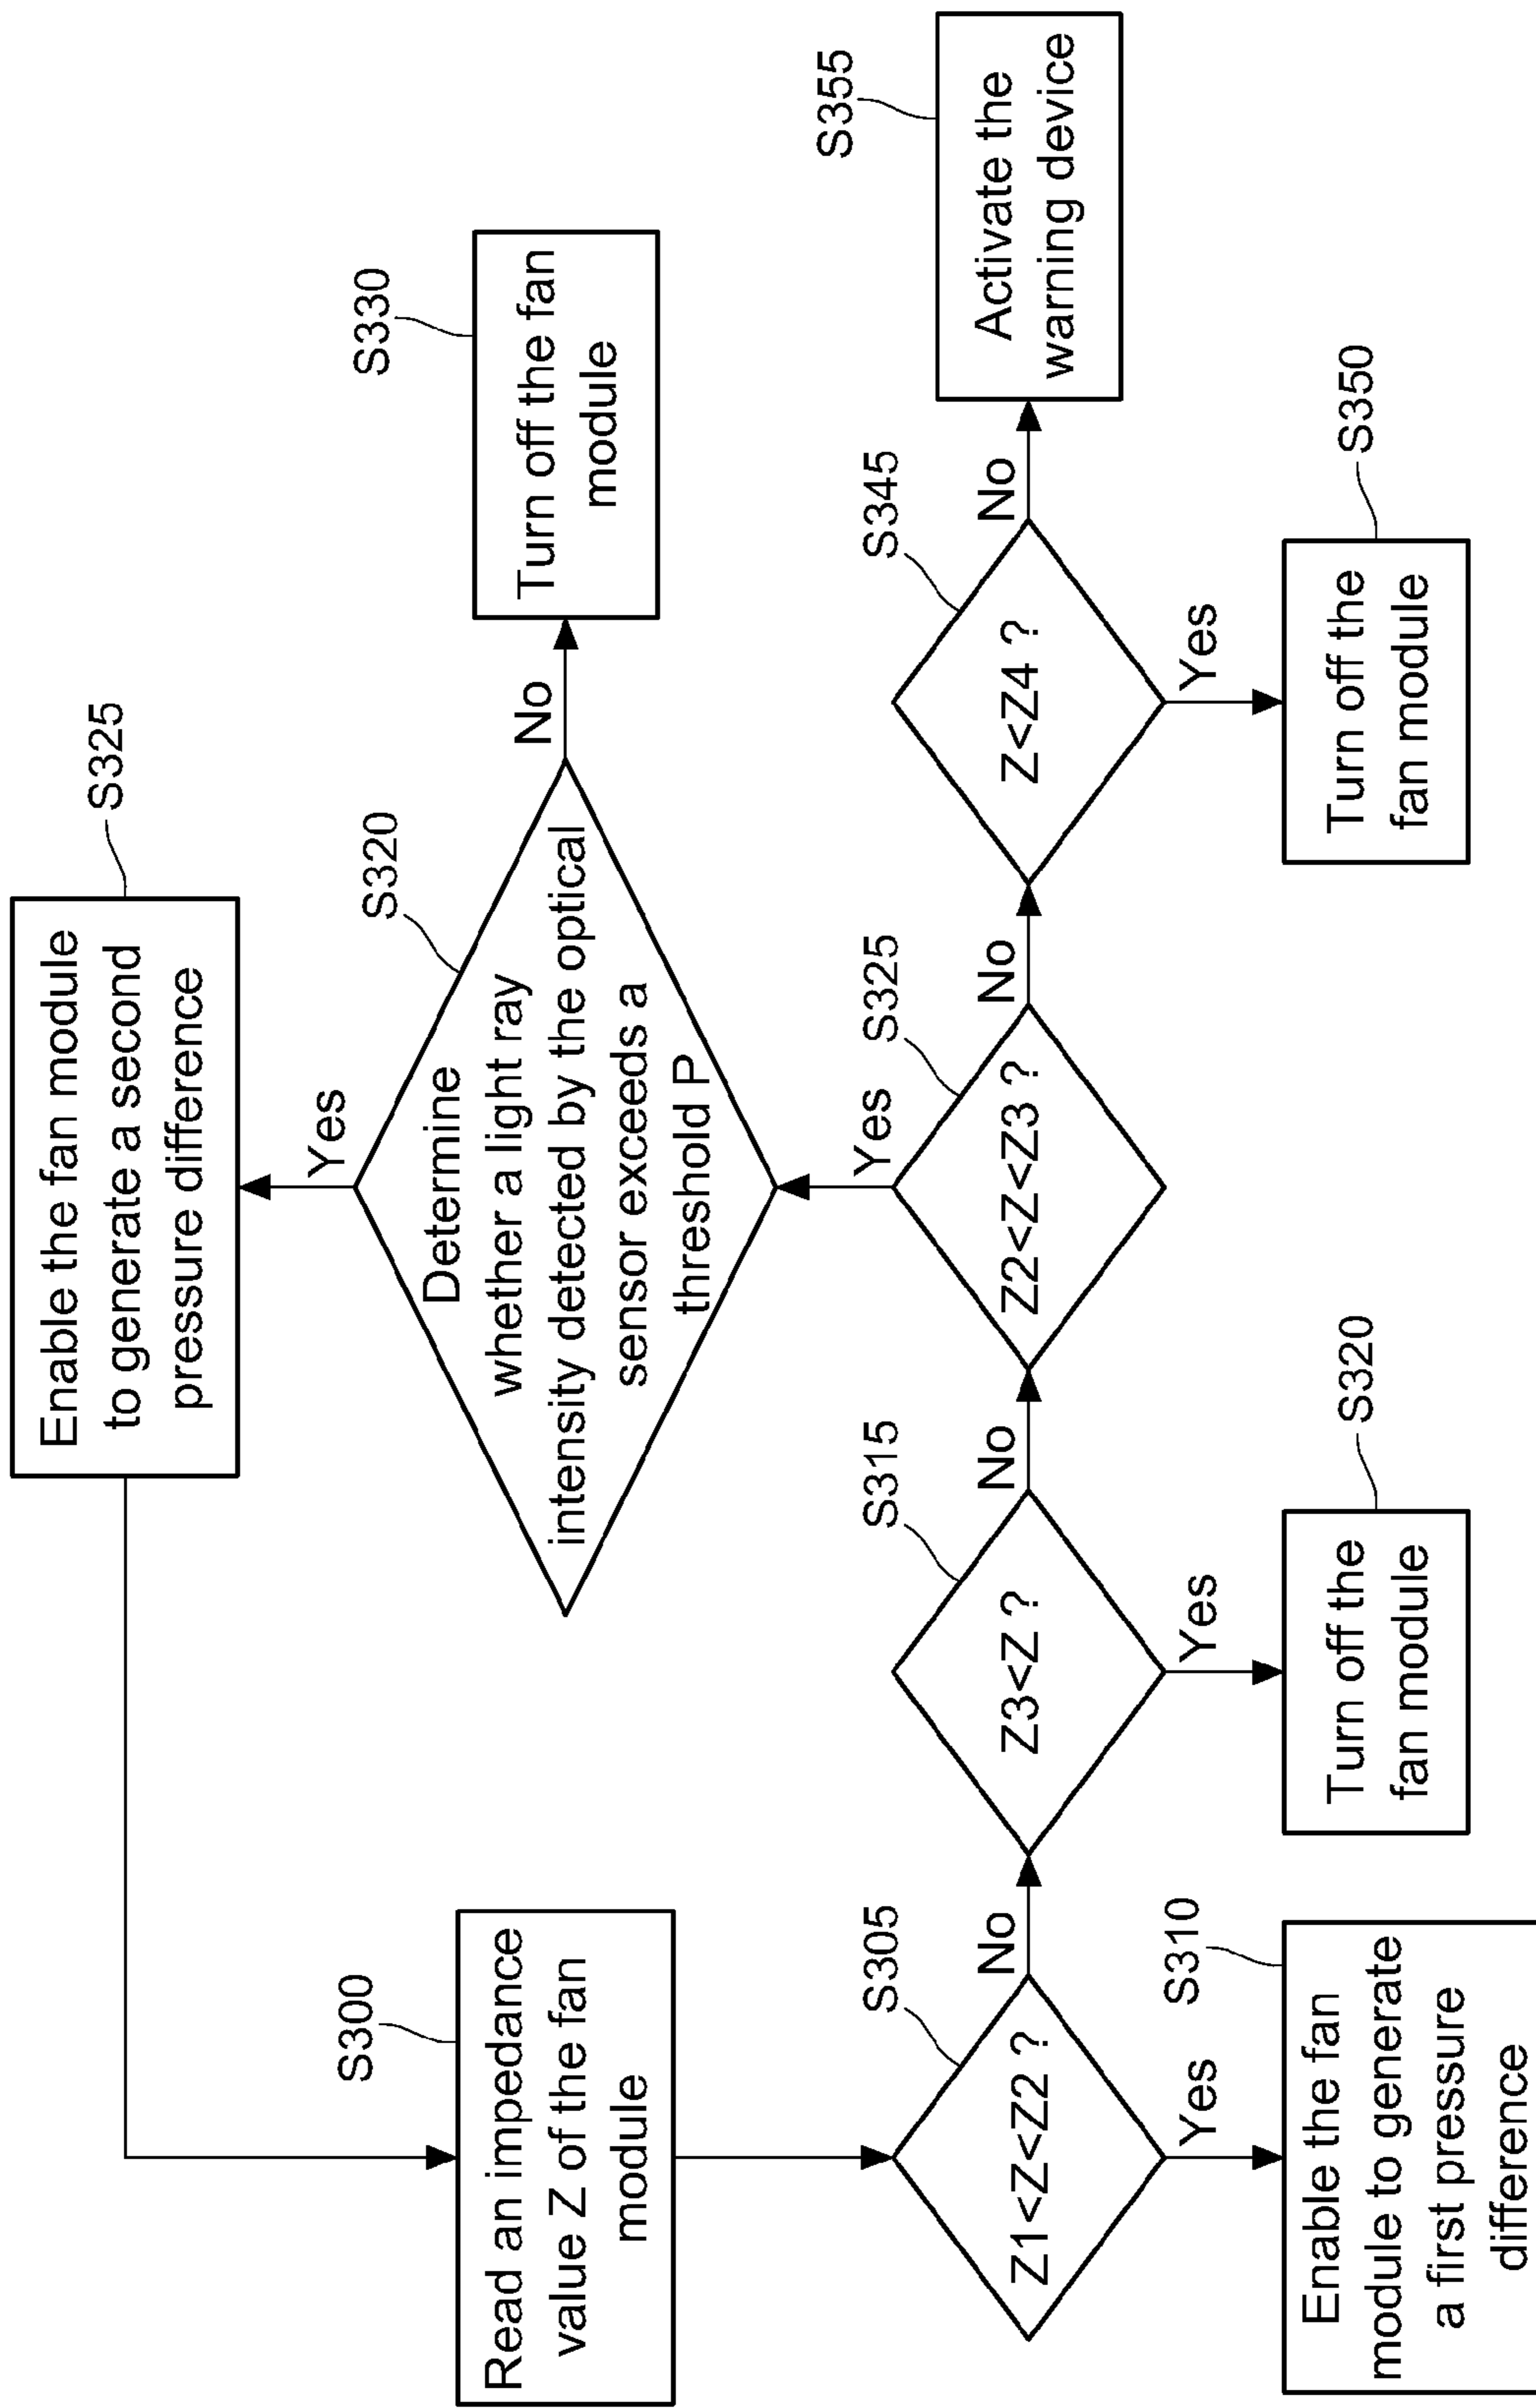 S325
Enable the fan module
to generate a second
pressure difference
Yes
S320
Determine
whether a light ray
intensity detected by the optical
sensor exceeds a
threshold P
No
S330
Turn off the fan
module
S300
Read an impedance
value Z of the fan
module
S305
Z1<Z<Z2 ?
No
Yes
S310
Enable the fan
module to generate
a first pressure
difference
S315
Z3<Z ?
No
Yes
S320
Turn off the
fan module
S325
Z2<Z<Z3 ?
Yes
No
S345
Z<Z4 ?
No
Yes
S350
Turn off the
fan module
S355
Activate the
warning device